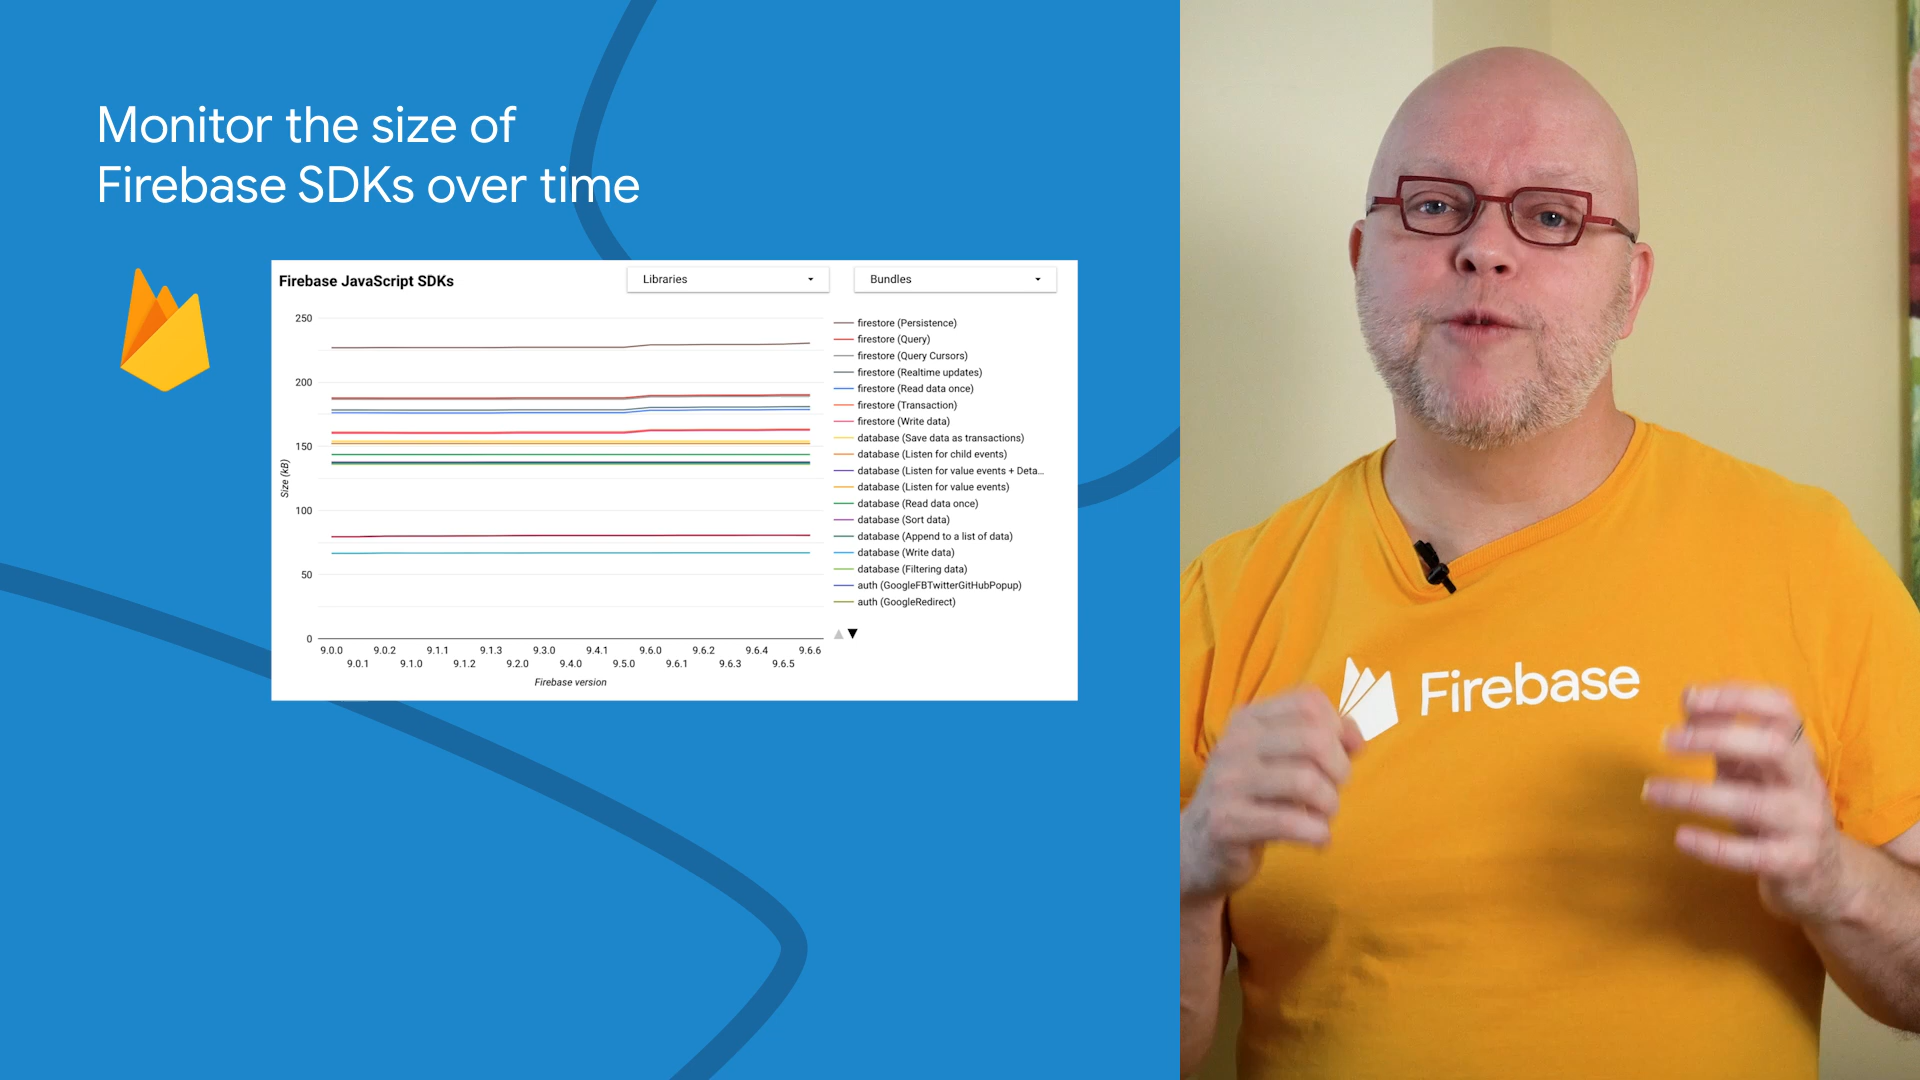 Monitor the size of
Firebase SDKs over time
Firebase JavaScript SDKs
Libraries
Bundles
250
200
150
100
50
0
Size (kB)
9.0.0 9.0.2 9.1.1 9.1.3 9.3.0 9.4.1 9.6.0 9.6.2 9.6.4 9.6.6
9.0.1 9.1.0 9.1.2 9.2.0 9.4.0 9.5.0 9.6.1 9.6.3 9.6.5
Firebase version
firestore (Persistence)
firestore (Query)
firestore (Query Cursors)
firestore (Realtime updates)
firestore (Read data once)
firestore (Transaction)
firestore (Write data)
database (Save data as transactions)
database (Listen for child events)
database (Listen for value events + Deta...
database (Listen for value events)
database (Read data once)
database (Sort data)
database (Append to a list of data)
database (Write data)
database (Filtering data)
auth (GoogleFBTwitterGitHubPopup)
auth (GoogleRedirect)
Firebase